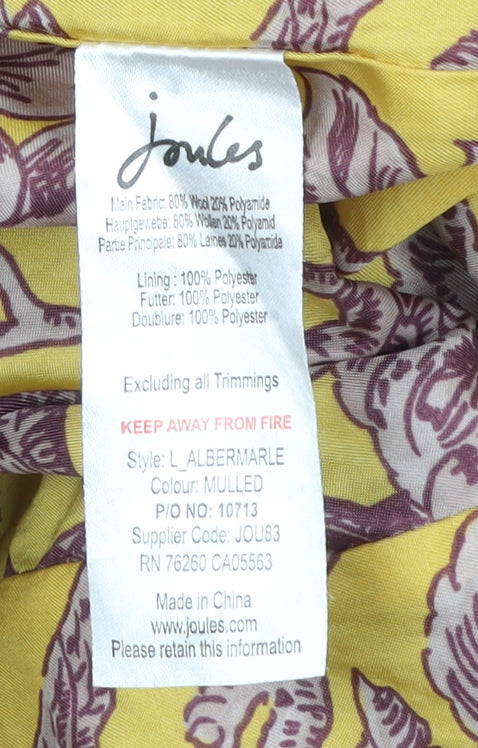 Joules
Main Fabric: 80% Wool 20% Polyamide
Hauptgewebe: 80% Wollan 20% Polyamid
Partie Principale: 80% Laines 20% Polyamide
Lining : 100% Polyester
Futter: 100% Polyester
Doublure: 100% Polyester
Excluding all Trimmings
KEEP AWAY FROM FIRE
Style: L_ALBERMARLE
Colour: MULLED
P/O NO: 10713
Supplier Code: JOU83
RN 76260 CA05563
Made in China
www.joules.com
Please retain this information